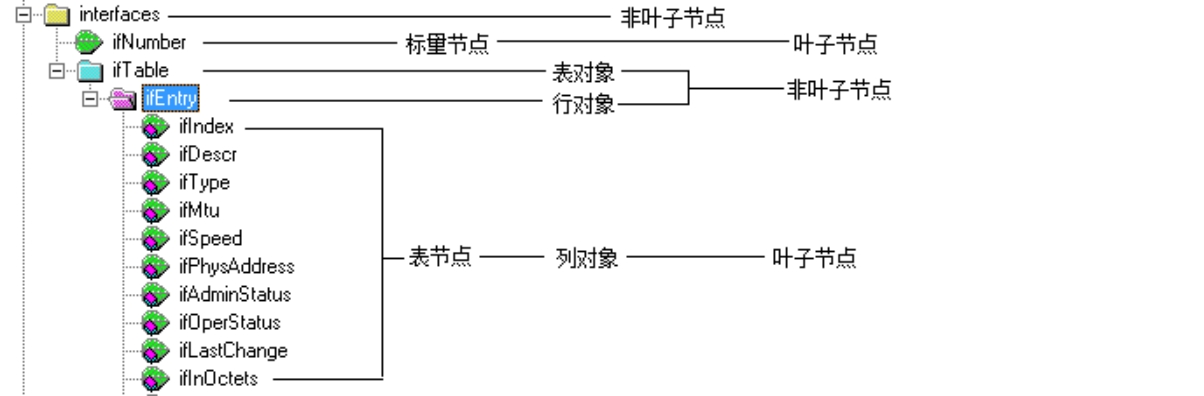 interfaces 非叶子节点
ifNumber 标量节点 叶子节点
ifTable 表对象
非叶子节点
ifEntry 行对象
ifIndex
ifDescr
ifType
ifMtu
ifSpeed
表节点 列对象 叶子节点
ifPhysAddress
ifAdminStatus
ifOperStatus
ifLastChange
ifInOctets